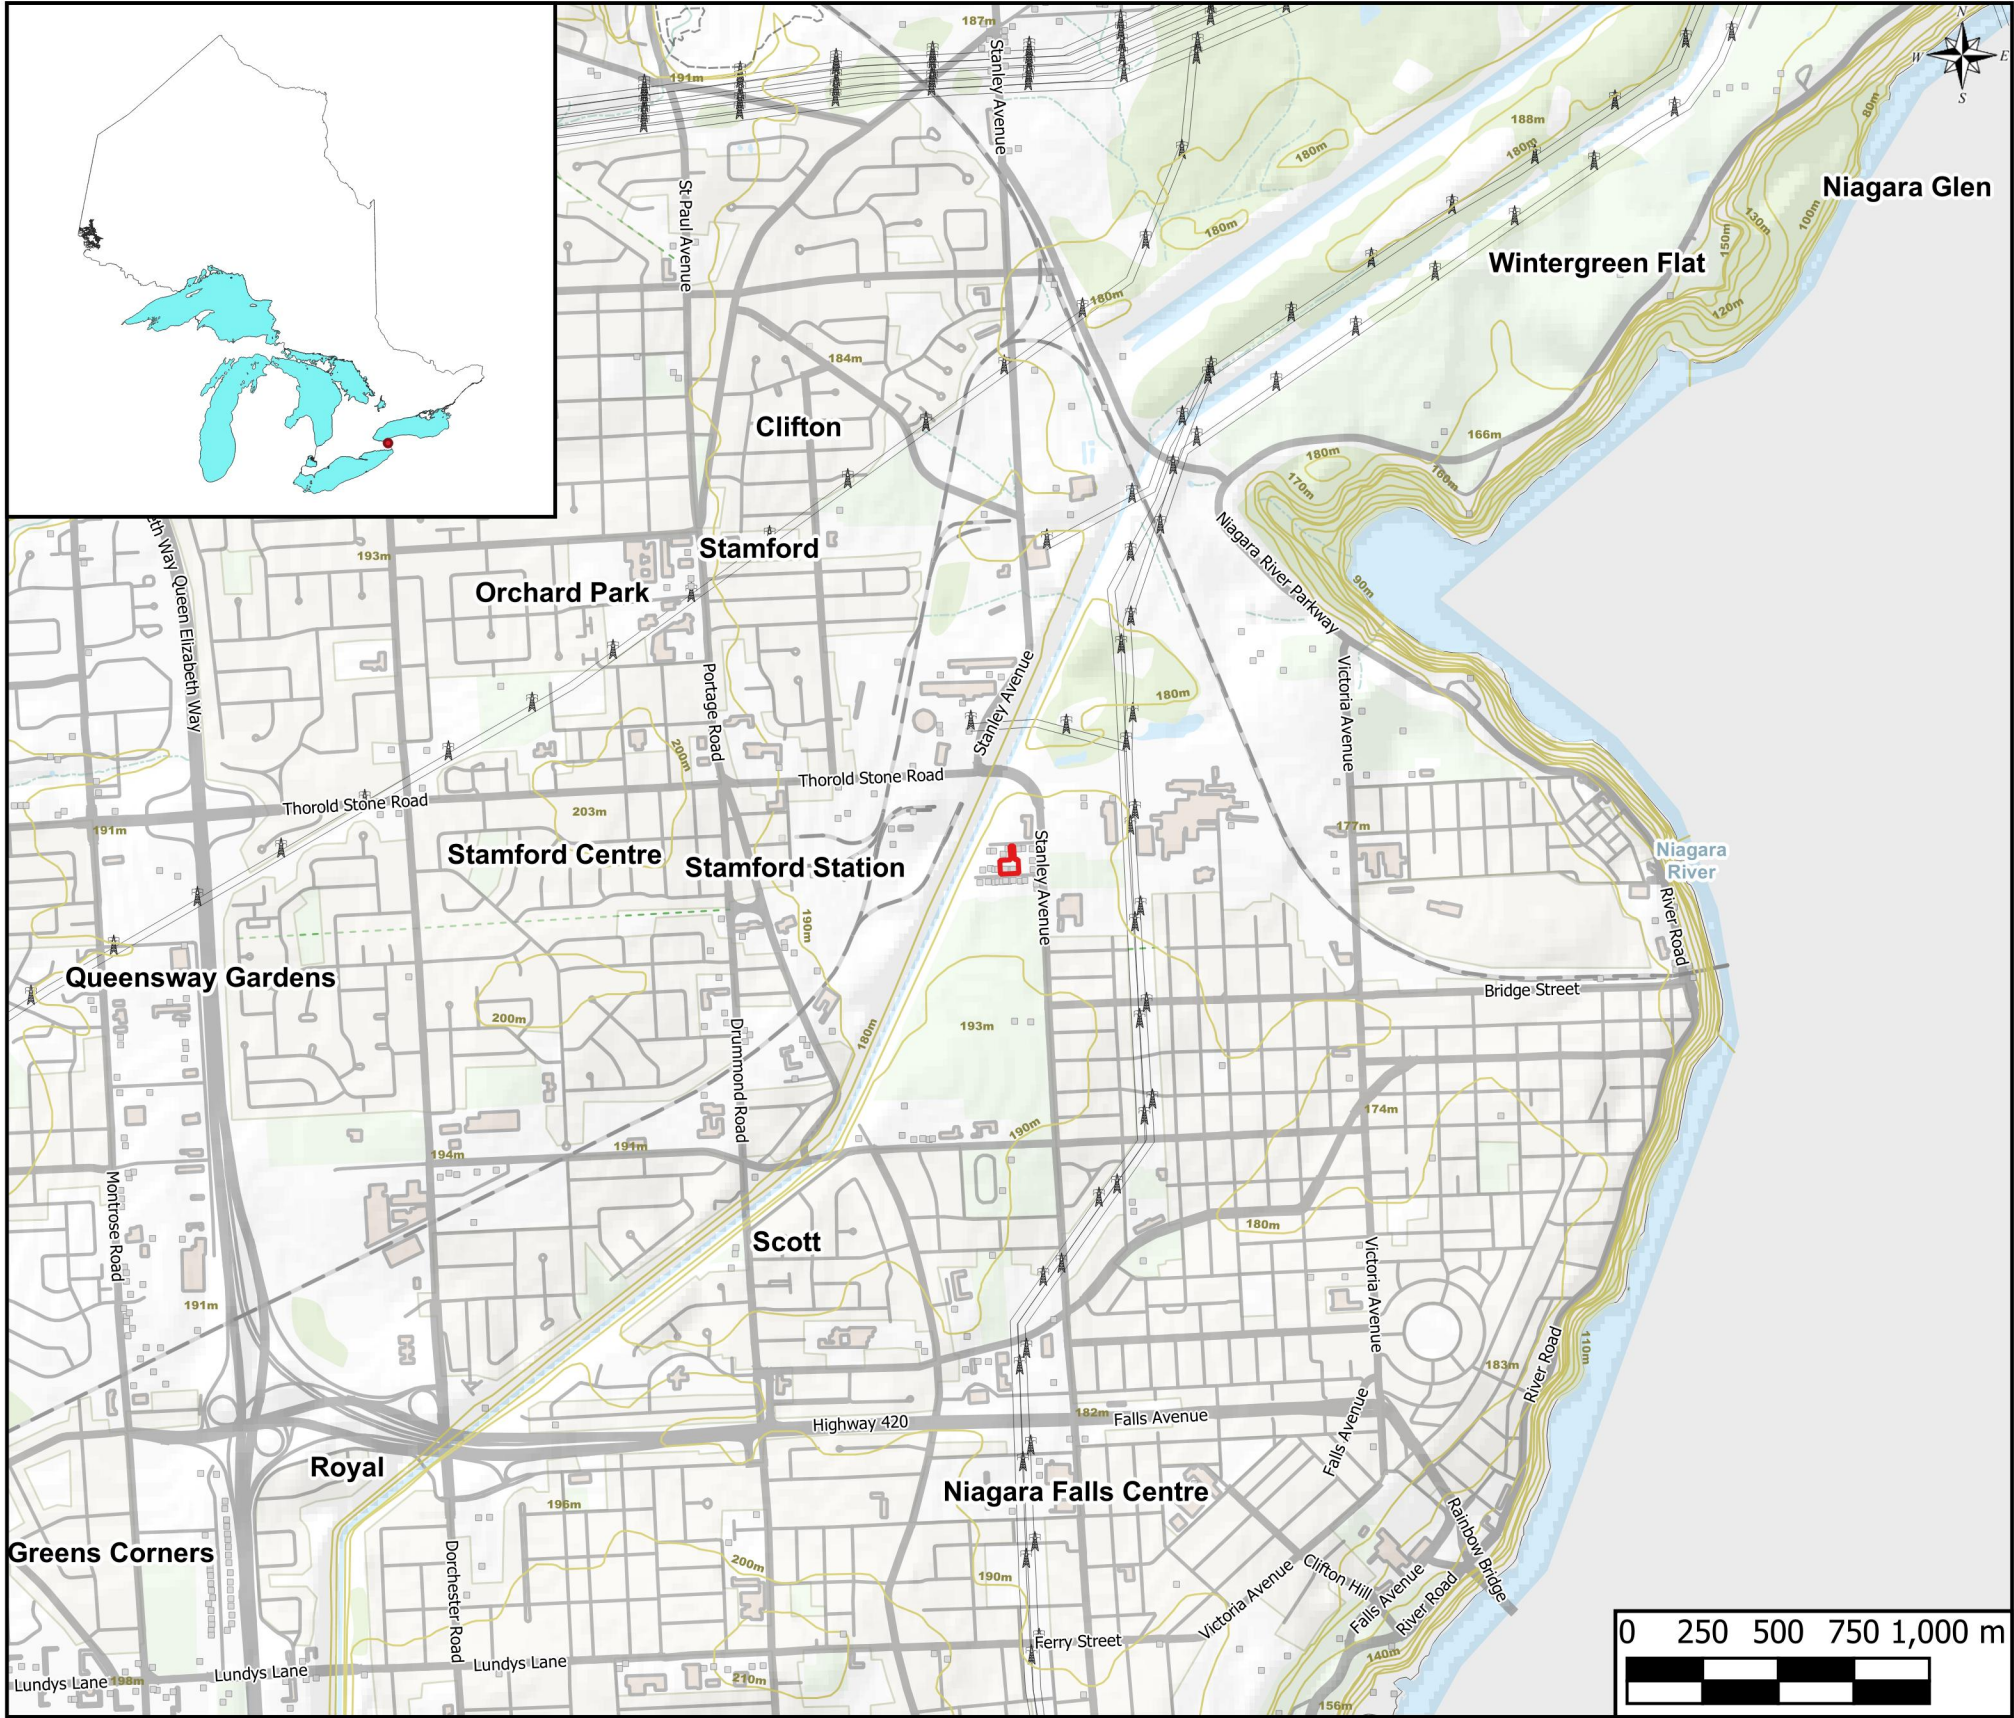 187m
Stanley Avenue
191m
N
W
E
S
80m
188m
180m
180m
Niagara Glen
St Paul Avenue
130m
100m
150m
180m
Wintergreen Flat
180m
120m
184m
Clifton
166m
180m
160m
170m
eth Way
Queen Elizabeth Way
193m
Stamford
Orchard Park
Niagara River Parkway
90m
Stanley Avenue
Portage Road
Victoria Avenue
180m
200m
Thorold Stone Road
Thorold Stone Road
203m
191m
177m
Stamford Centre
Stamford Station
Stanley Avenue
Niagara
River
River Road
190m
Queensway Gardens
Bridge Street
200m
193m
180m
Drummond Road
174m
190m
191m
194m
Montrose Road
Scott
180m
Victoria Avenue
191m
110m
183m
River Road
Highway 420
182m
Falls Avenue
Falls Avenue
Royal
Niagara Falls Centre
196m
Rainbow Bridge
Greens Corners
Dorchester Road
200m
190m
Clifton Hill
Victoria Avenue
Falls Avenue
River Road
Ferry Street
140m
Lundys Lane
198m
Lundys Lane
Lundys Lane
210m
156m
0 250 500 750 1,000 m